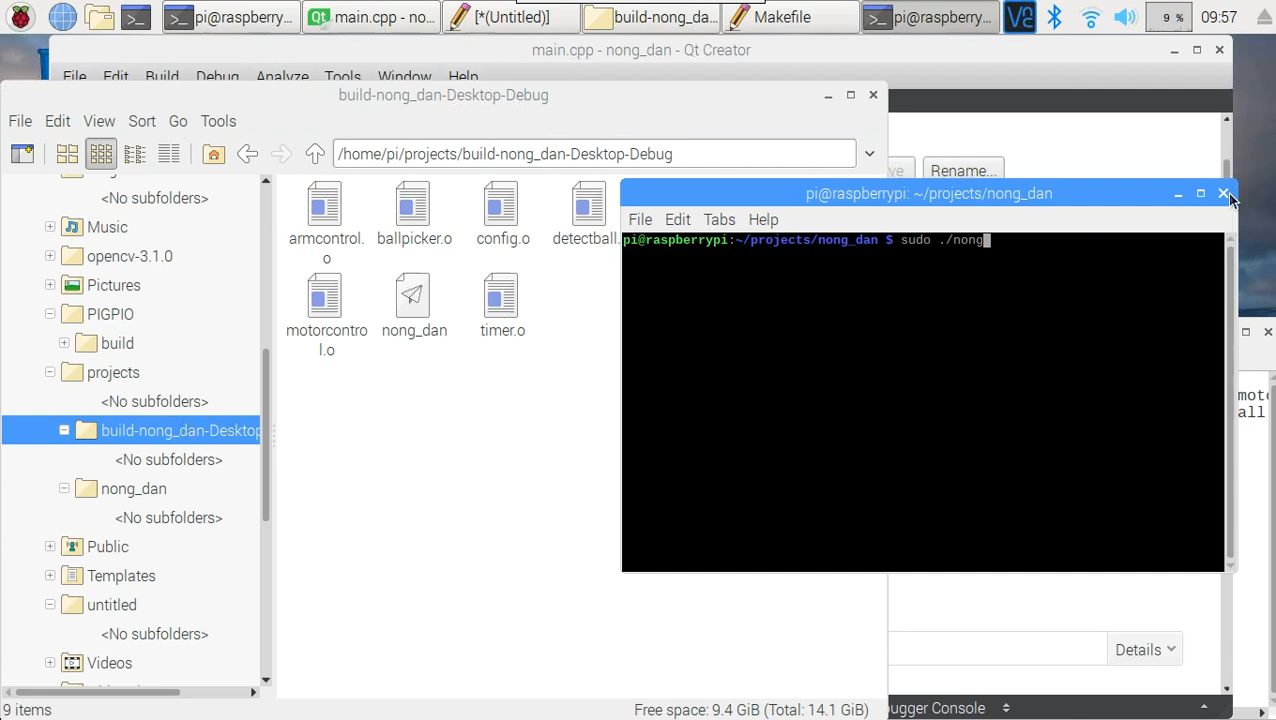 pi@raspberry...
main.cpp - no...
[*(Untitled)]
build-nong_da...
Makefile
pi@raspberry...
V2
9 %
09:57
main.cpp - nong_dan - Qt Creator
File Edit Build Debug Analyze Tools Window Help
build-nong_dan-Desktop-Debug
File Edit View Sort Go Tools
/home/pi/projects/build-nong_dan-Desktop-Debug
Rename...
<No subfolders>
Music
opencv-3.1.0
Pictures
PIGPIO
build
projects
<No subfolders>
build-nong_dan-Desktop
<No subfolders>
nong_dan
<No subfolders>
Public
Templates
untitled
<No subfolders>
Videos
armcontrol.
o
ballpicker.o
config.o
detectball.
motorcontro
l.o
nong_dan
timer.o
pi@raspberrypi: ~/projects/nong_dan
File Edit Tabs Help
pi@raspberrypi:~/projects/nong_dan $ sudo ./nong
moto
all
Details
ugger Console
9 items
Free space: 9.4 GiB (Total: 14.1 GiB)